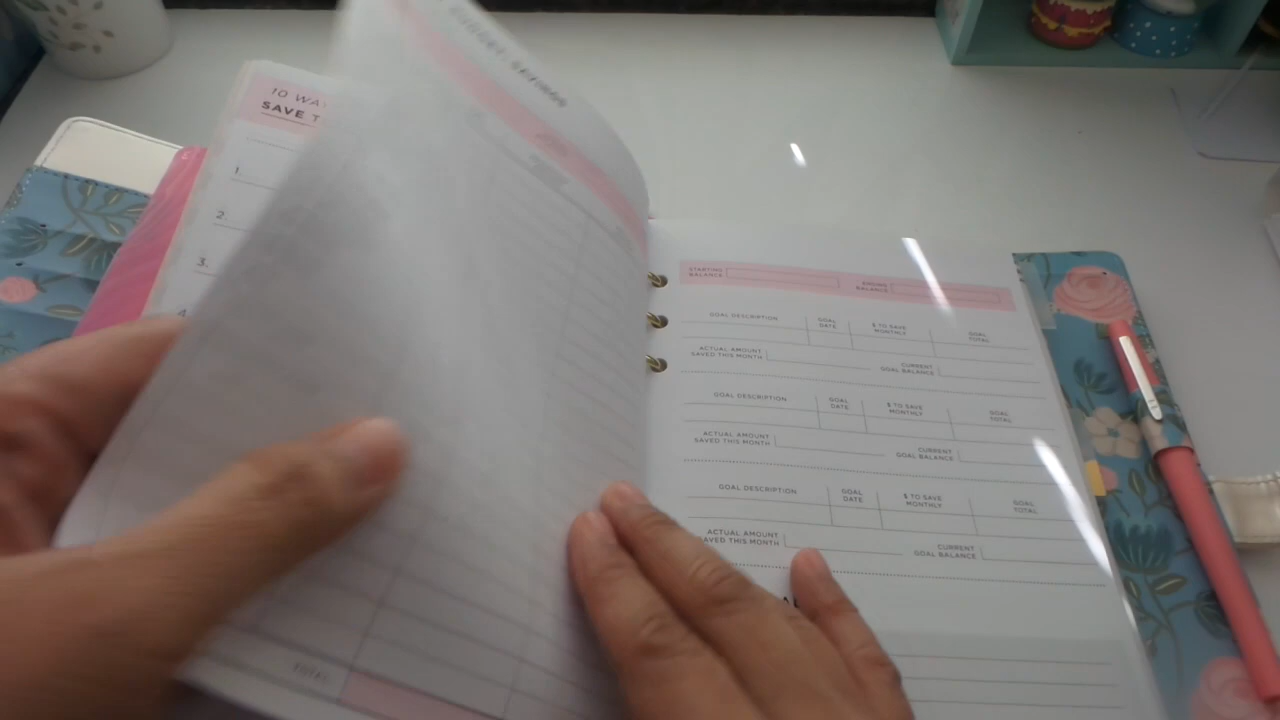 10 WA
SAVE T
1.
2.
3.
TOTAL
STARTING
BALANCE
ENDING
BALANCE
GOAL DESCRIPTION
GOAL
DATE
$ TO SAVE
MONTHLY
GOAL
TOTAL
ACTUAL AMOUNT
SAVED THIS MONTH
CURRENT
GOAL BALANCE
GOAL DESCRIPTION
GOAL
DATE
$ TO SAVE
MONTHLY
GOAL
TOTAL
ACTUAL AMOUNT
SAVED THIS MONTH
CURRENT
GOAL BALANCE
GOAL DESCRIPTION
GOAL
DATE
$ TO SAVE
MONTHLY
GOAL
TOTAL
ACTUAL AMOUNT
SAVED THIS MONTH
CURRENT
GOAL BALANCE